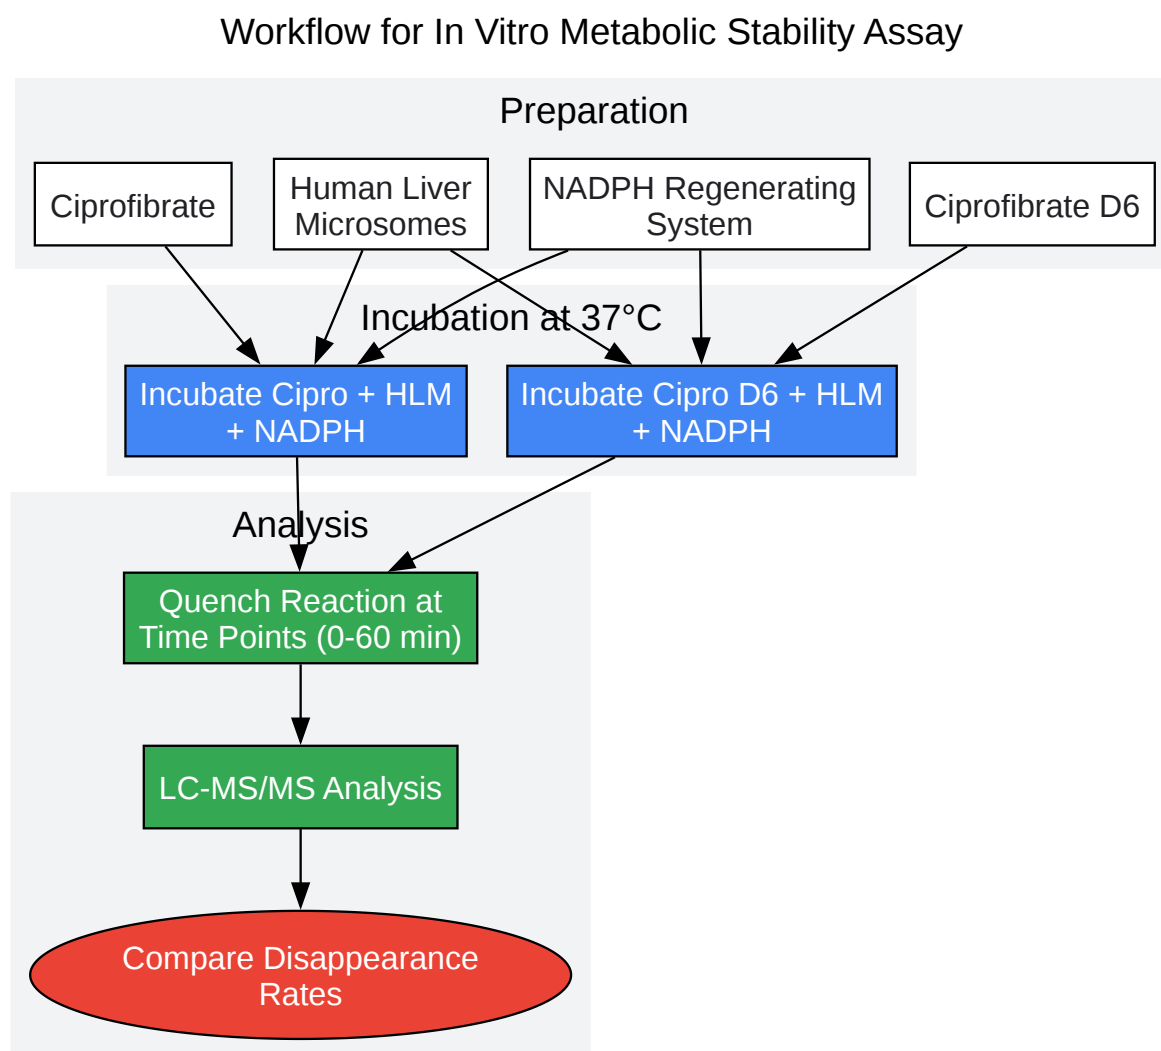 Workflow for In Vitro Metabolic Stability Assay
Preparation
Ciprofibrate
Human Liver
Microsomes
NADPH Regenerating
System
Ciprofibrate D6
Incubation at 37°C
Incubate Cipro + HLM
+ NADPH
Incubate Cipro D6 + HLM
+ NADPH
Analysis
Quench Reaction at
Time Points (0-60 min)
LC-MS/MS Analysis
Compare Disappearance
Rates